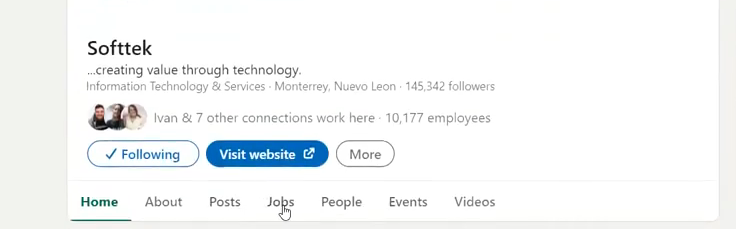 Softtek
...creating value through technology.
Information Technology & Services · Monterrey, Nuevo Leon · 145,342 followers
Ivan & 7 other connections work here · 10,177 employees
✓ Following Visit website More
Home About Posts Jobs People Events Videos